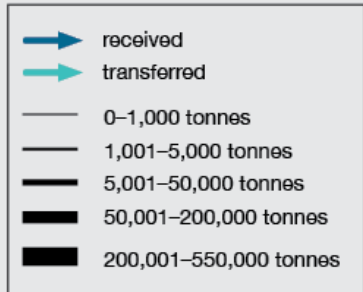 received
transferred
0–1,000 tonnes
1,001–5,000 tonnes
5,001–50,000 tonnes
50,001–200,000 tonnes
200,001–550,000 tonnes